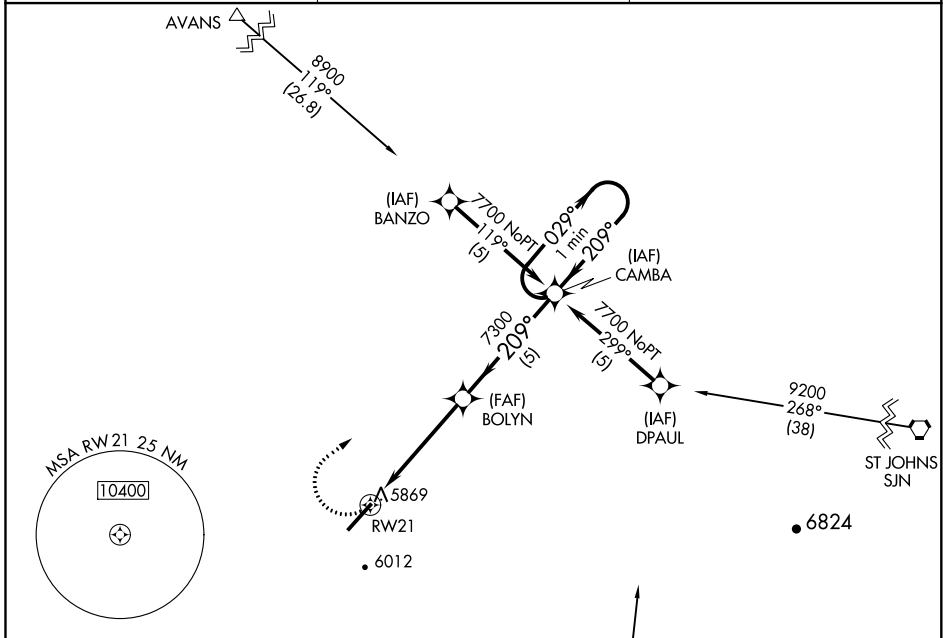 AVANS
8900
119°
(26.8)
(IAF)
BANZO
7700 NoPT
119°
(5)
029°
1 min
209°
(IAF)
CAMBA
7300
209°
(5)
7700 NoPT
299°
(5)
(FAF)
BOLYN
(IAF)
DPAUL
9200
268°
(38)
ST JOHNS
SJN
MSA RW21 25 NM
10400
5869
RW21
6012
6824